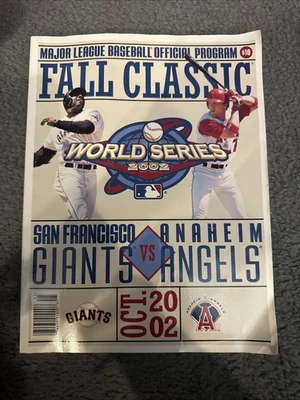 MAJOR LEAGUE BASEBALL OFFICIAL PROGRAM $10
FALL CLASSIC
WORLD SERIES
2002
SAN FRANCISCO
GIANTS
VS
ANAHEIM
ANGELS
GIANTS
OCT
20
02
A